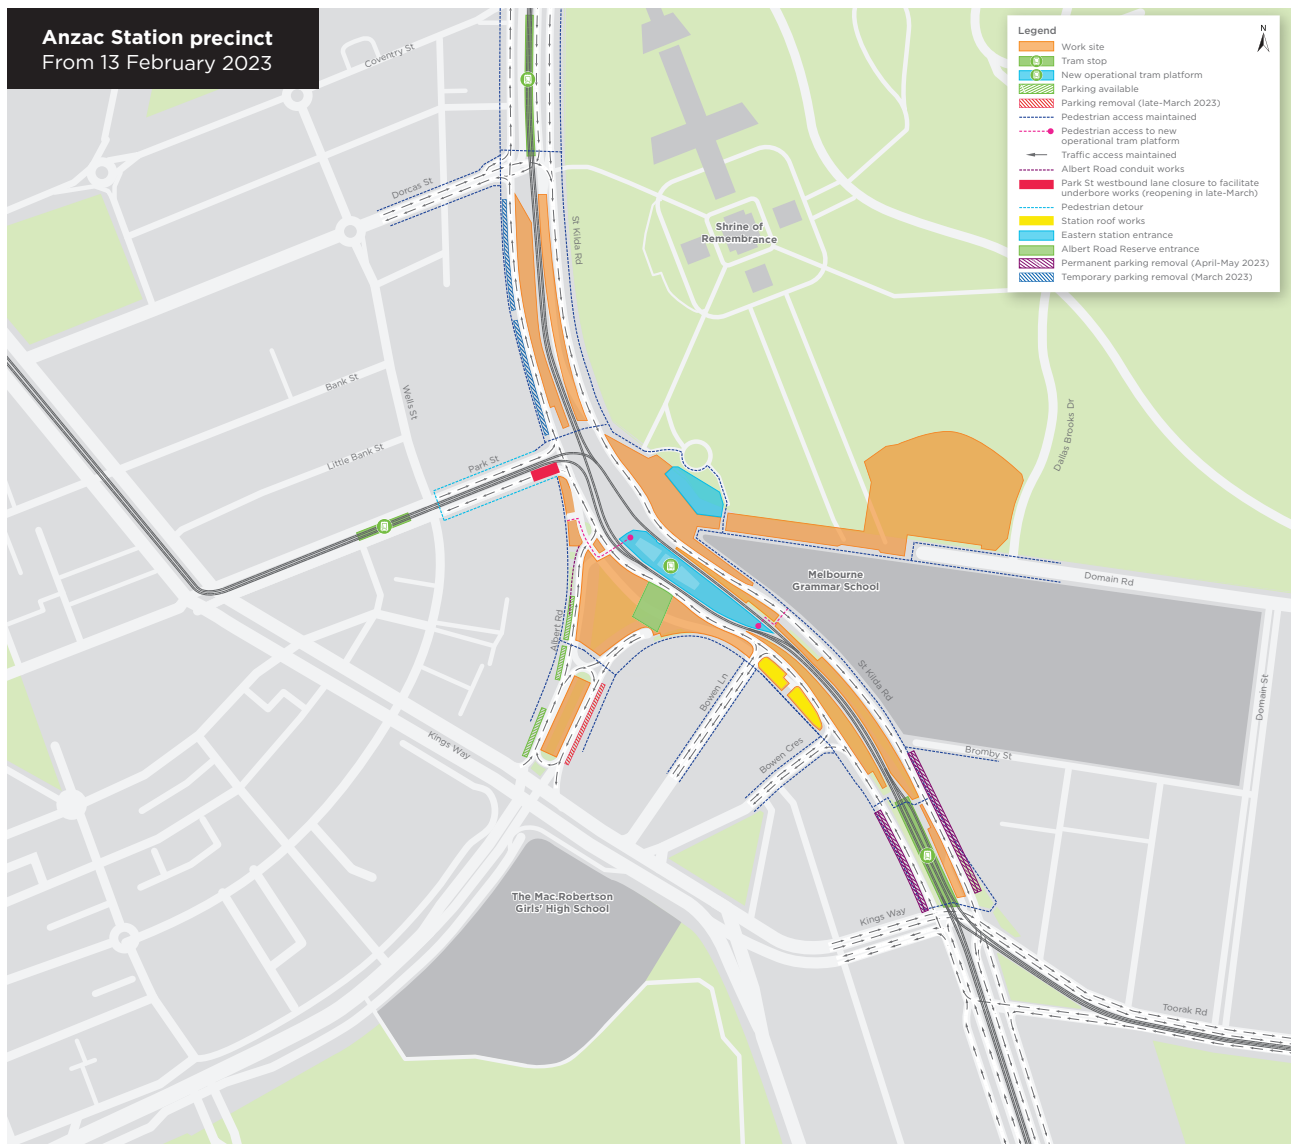 Anzac Station precinct
From 13 February 2023
Legend
N
Work site
Tram stop
New operational tram platform
Parking available
Parking removal (late-March 2023)
Pedestrian access maintained
Pedestrian access to new
operational tram platform
Traffic access maintained
Albert Road conduit works
Park St westbound lane closure to facilitate
underbore works (reopening in late-March)
Pedestrian detour
Station roof works
Eastern station entrance
Albert Road Reserve entrance
Permanent parking removal (April-May 2023)
Temporary parking removal (March 2023)
Coventry St
Dorcas St
St Kilda Rd
Shrine of
Remembrance
Bank St
Wells St
Little Bank St
Park St
Dallas Brooks Dr
Melbourne
Grammar School
Domain Rd
Albert Rd
St Kilda Rd
Bowen Ln
Domain St
Kings Way
Bowen Cres
Bromby St
The Mac.Robertson
Girls' High School
Kings Way
Toorak Rd